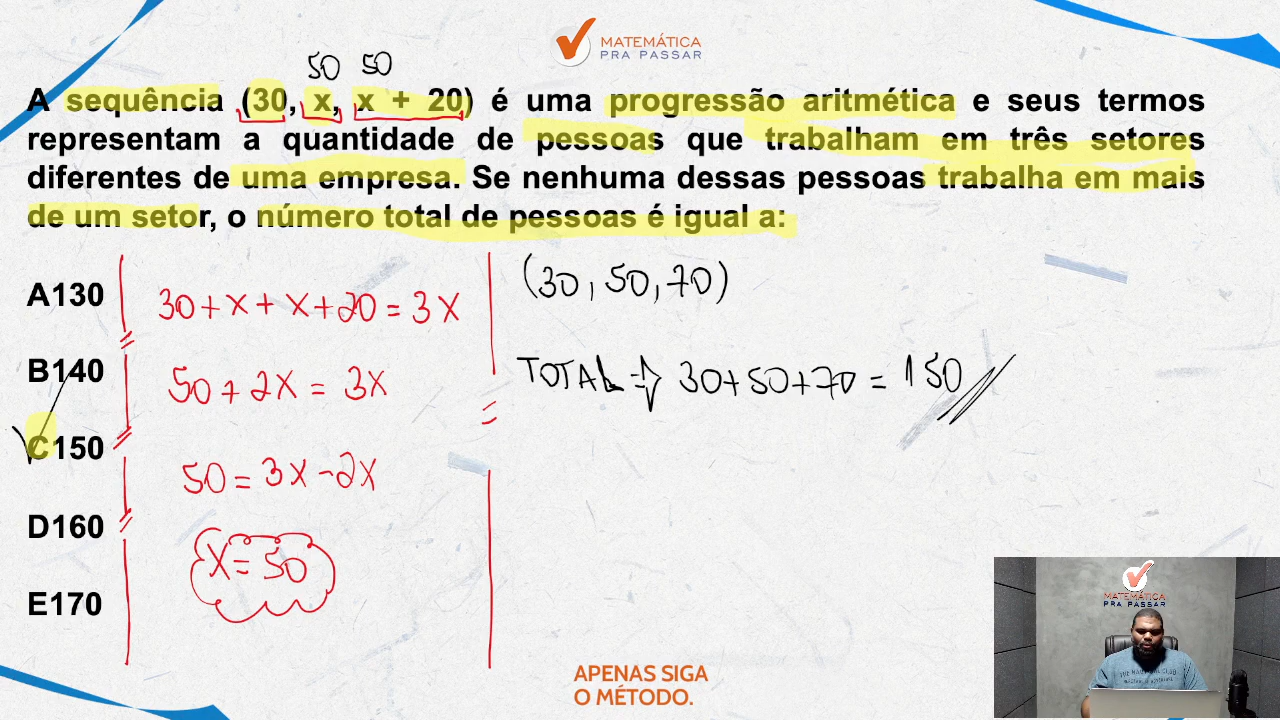 MATEMÁTICA
PRA PASSAR
50 50
A sequência (30, x, x + 20) é uma progressão aritmética e seus termos
representam a quantidade de pessoas que trabalham em três setores
diferentes de uma empresa. Se nenhuma dessas pessoas trabalha em mais
de um setor, o número total de pessoas é igual a:
A130
B140
C150
D160
E170
30+x+x+20=3x
50+2x=3x
50=3x-2x
x=50
(30,50,70)
TOTAL ⇒ 30+50+70=150
MATEMÁTICA
PRA PASSAR
APENAS SIGA
O MÉTODO.